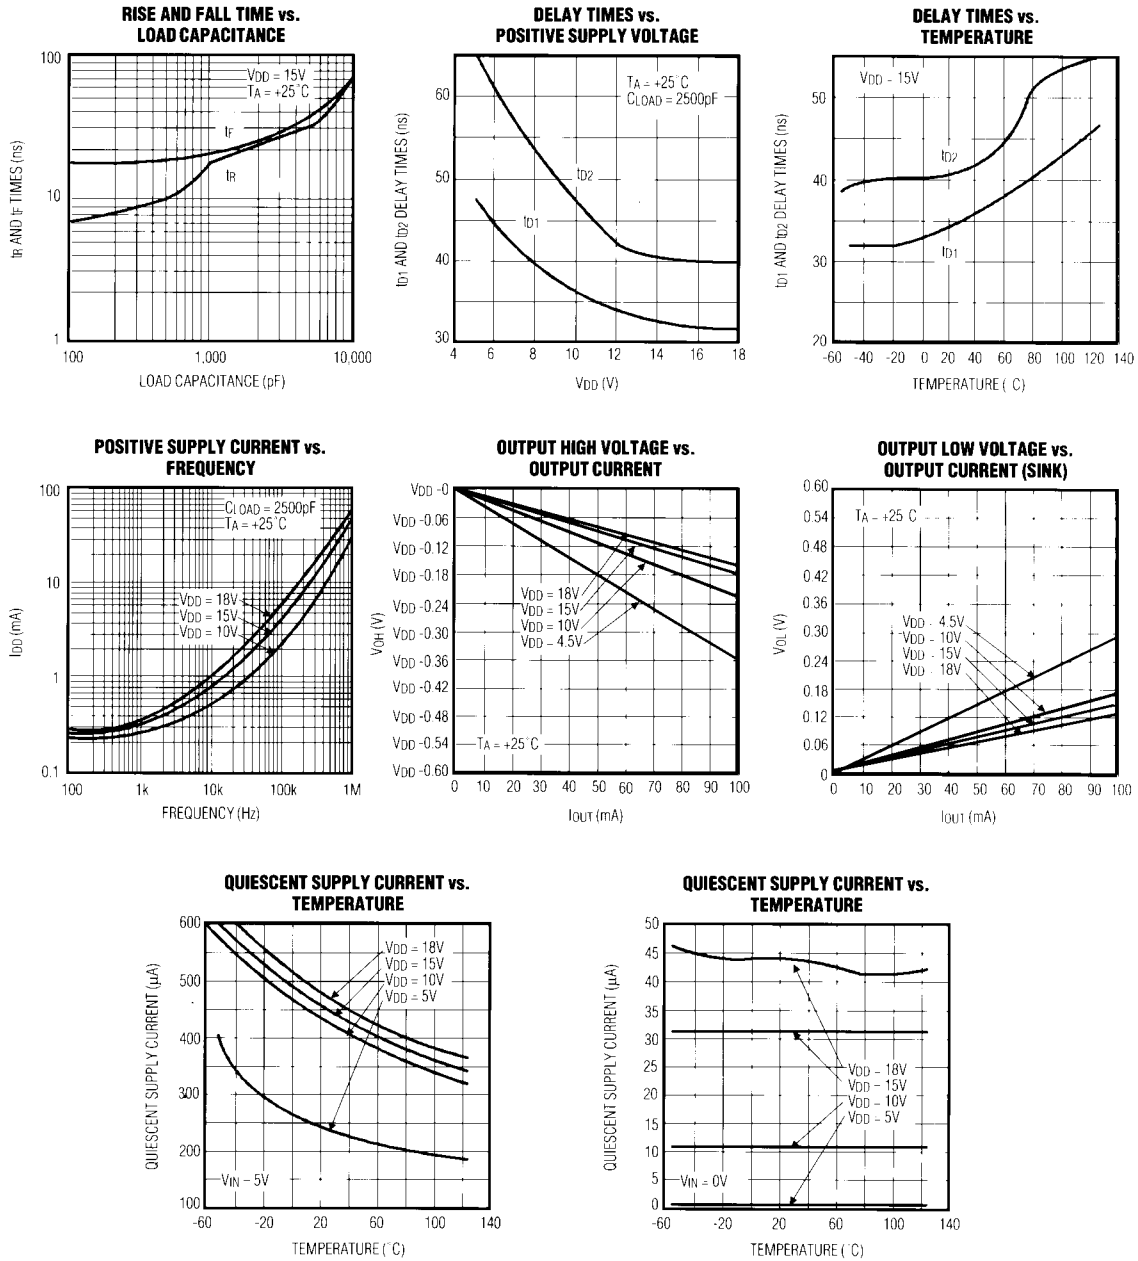 RISE AND FALL TIME vs.
LOAD CAPACITANCE
100
10
1
tR AND tF TIMES (ns)
VDD = 15V
TA = +25°C
tF
tR
100 1,000 10,000
LOAD CAPACITANCE (pF)
DELAY TIMES vs.
POSITIVE SUPPLY VOLTAGE
60
50
40
30
tD1 AND tD2 DELAY TIMES (ns)
TA = +25°C
CLOAD = 2500pF
tD2
tD1
4 6 8 10 12 14 16 18
VDD (V)
DELAY TIMES vs.
TEMPERATURE
50
40
30
20
tD1 AND tD2 DELAY TIMES (ns)
VDD - 15V
tD2
tD1
-60 -40 -20 0 20 40 60 80 100 120 140
TEMPERATURE ( C)
POSITIVE SUPPLY CURRENT vs.
FREQUENCY
100
10
1
0.1
IDD (mA)
CLOAD = 2500pF
TA = +25°C
VDD = 18V
VDD = 15V
VDD = 10V
100 1k 10k 100k 1M
FREQUENCY (Hz)
OUTPUT HIGH VOLTAGE vs.
OUTPUT CURRENT
VDD -0
VDD -0.06
VDD -0.12
VDD -0.18
VDD -0.24
VDD -0.30
VDD -0.36
VDD -0.42
VDD -0.48
VDD -0.54
VDD -0.60
VOH (V)
VDD = 18V
VDD = 15V
VDD = 10V
VDD - 4.5V
TA = +25°C
0 10 20 30 40 50 60 70 80 90 100
IOUT (mA)
OUTPUT LOW VOLTAGE vs.
OUTPUT CURRENT (SINK)
0.60
0.54
0.48
0.42
0.36
0.30
0.24
0.18
0.12
0.06
0
VOL (V)
TA - +25 C
VDD - 4.5V
VDD - 10V
VDD - 15V
VDD - 18V
0 10 20 30 40 50 60 70 80 90 100
IOUT (mA)
QUIESCENT SUPPLY CURRENT vs.
TEMPERATURE
600
500
400
300
200
100
QUIESCENT SUPPLY CURRENT (µA)
VDD = 18V
VDD = 15V
VDD = 10V
VDD = 5V
VIN - 5V
-60 -20 20 60 100 140
TEMPERATURE (°C)
QUIESCENT SUPPLY CURRENT vs.
TEMPERATURE
50
45
40
35
30
25
20
15
10
5
0
QUIESCENT SUPPLY CURRENT (µA)
VDD - 18V
VDD - 15V
VDD - 10V
VDD - 5V
VIN = 0V
-60 -20 20 60 100 140
TEMPERATURE (°C)